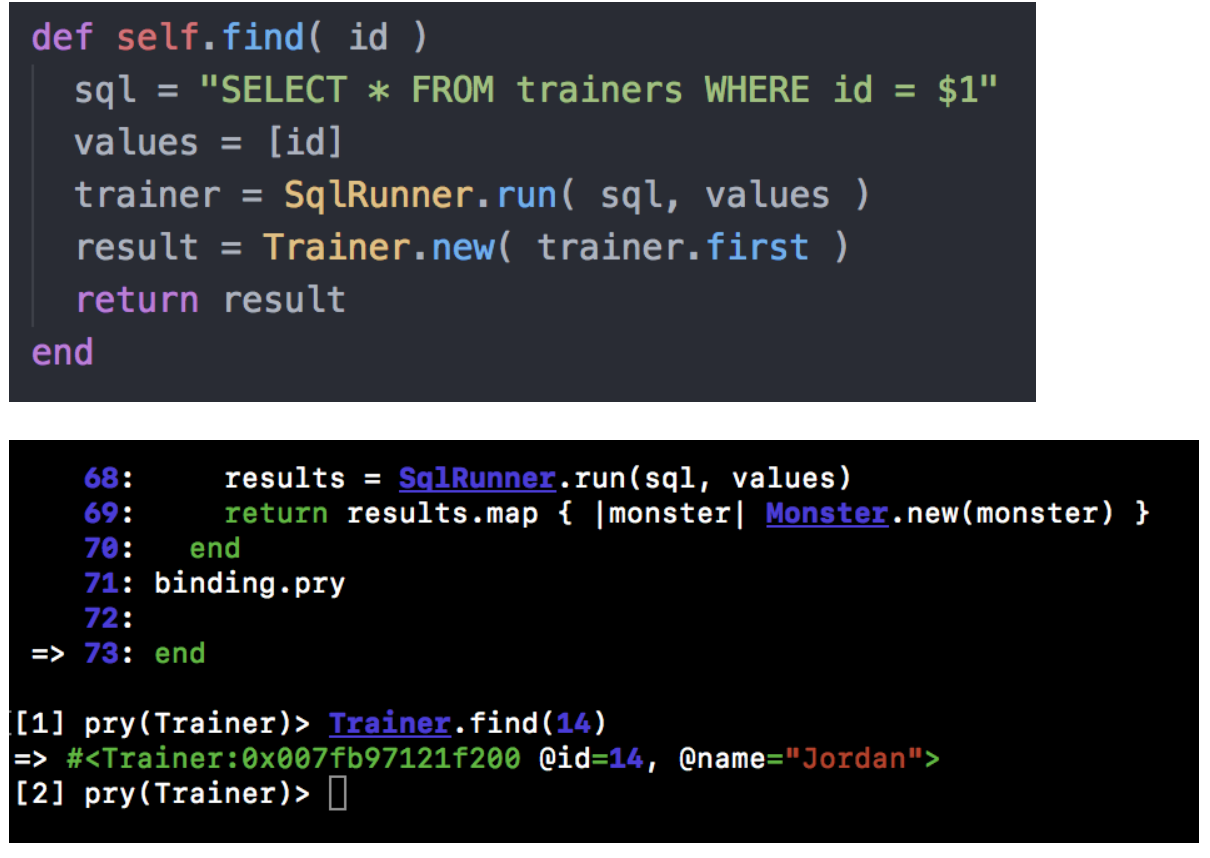 def self.find( id )
  sql = "SELECT * FROM trainers WHERE id = $1"
  values = [id]
  trainer = SqlRunner.run( sql, values )
  result = Trainer.new( trainer.first )
  return result
end
    68:     results = SqlRunner.run(sql, values)
    69:     return results.map { |monster| Monster.new(monster) }
    70:   end
    71: binding.pry
    72:
 => 73: end
[1] pry(Trainer)> Trainer.find(14)
=> #<Trainer:0x007fb97121f200 @id=14, @name="Jordan">
[2] pry(Trainer)>